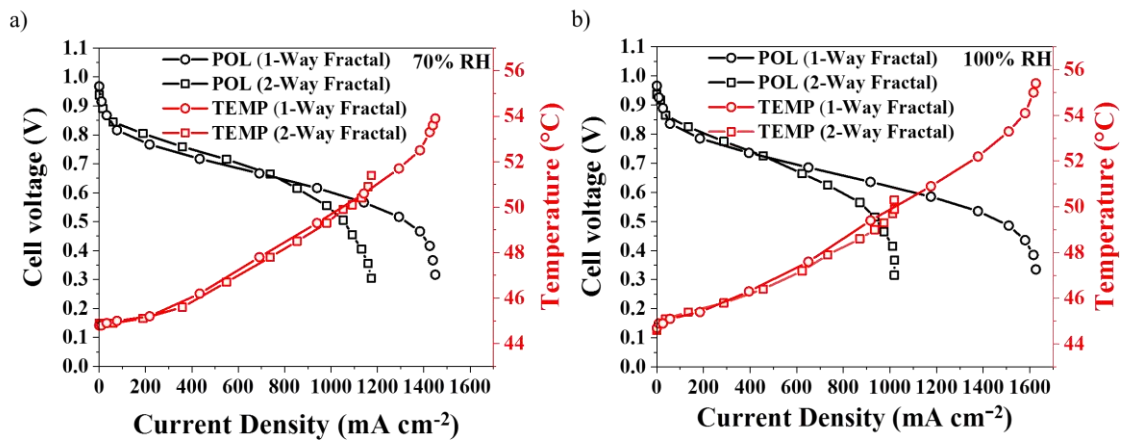 a)
1.1
1.0
0.9
0.8
0.7
0.6
0.5
0.4
0.3
0.2
0.1
0.0
Cell voltage (V)
POL (1-Way Fractal)
70% RH
POL (2-Way Fractal)
TEMP (1-Way Fractal)
TEMP (2-Way Fractal)
56
54
52
50
48
46
44
Temperature (°C)
0 200 400 600 800 1000 1200 1400 1600
Current Density (mA cm⁻²)
b)
1.1
1.0
0.9
0.8
0.7
0.6
0.5
0.4
0.3
0.2
0.1
0.0
Cell voltage (V)
POL (1-Way Fractal)
100% RH
POL (2-Way Fractal)
TEMP (1-Way Fractal)
TEMP (2-Way Fractal)
56
54
52
50
48
46
44
Temperature (°C)
0 200 400 600 800 1000 1200 1400 1600
Current Density (mA cm⁻²)